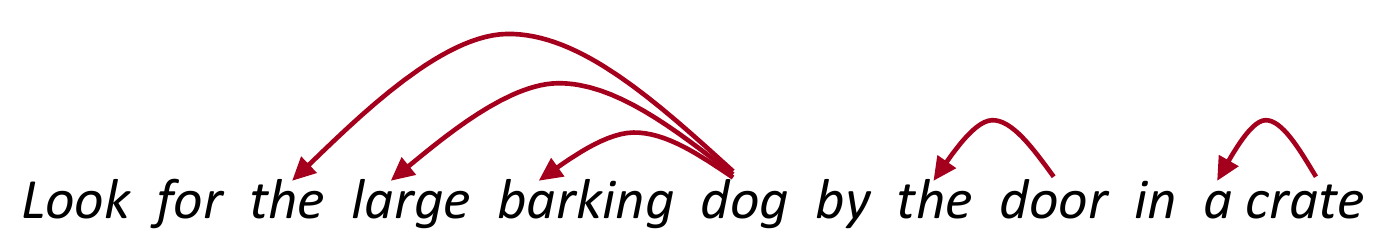 Look for the large barking dog by the door in a crate